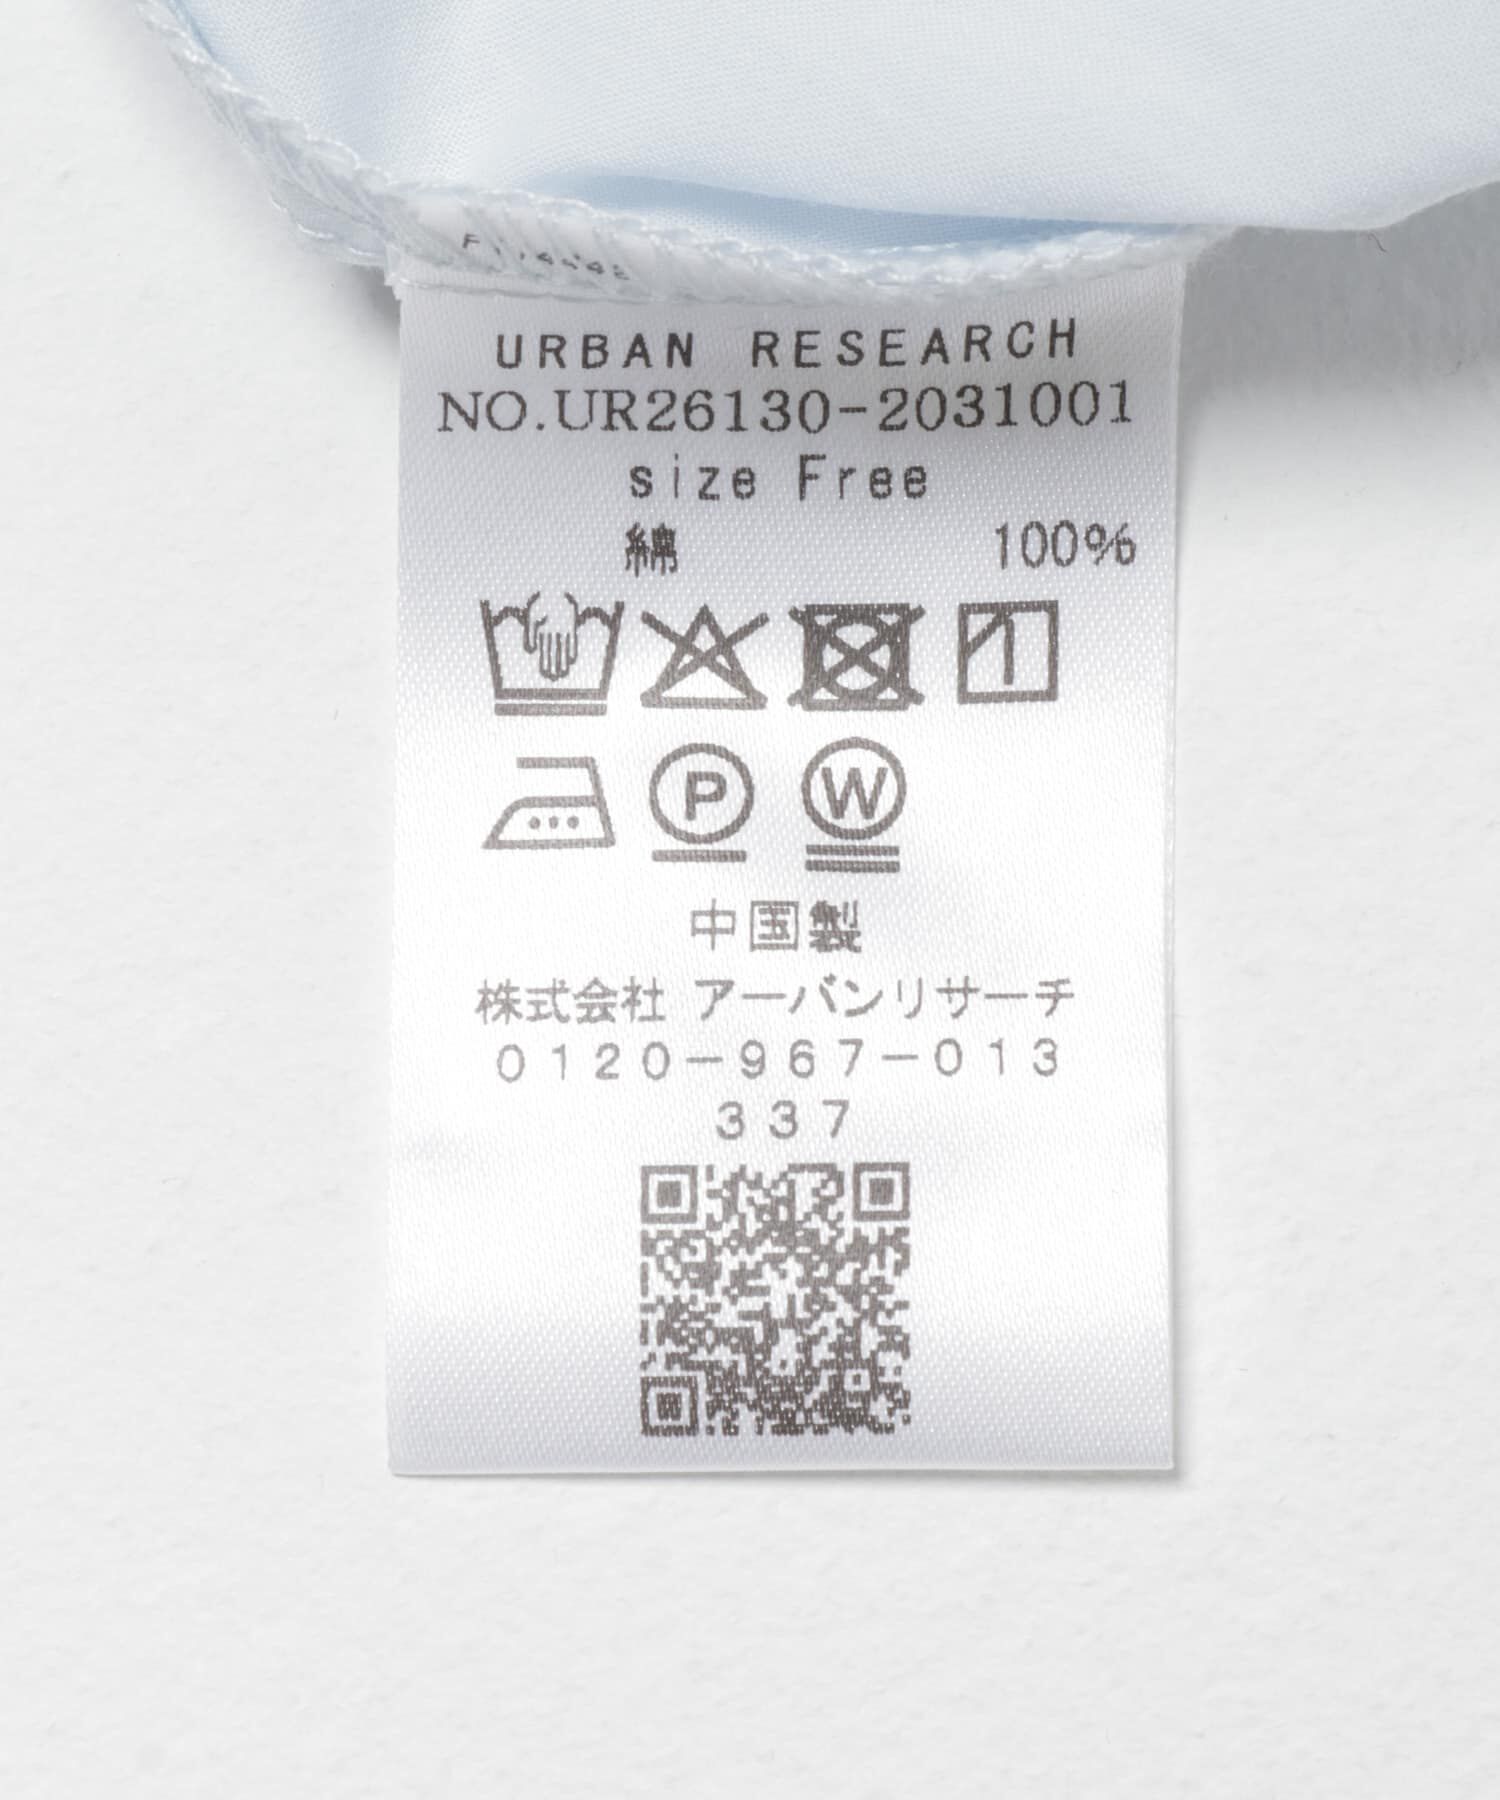 URBAN RESEARCH
NO.UR26130-2031001
size Free
綿 100%
P W
中国製
株式会社 アーバンリサーチ
0120-967-013
337